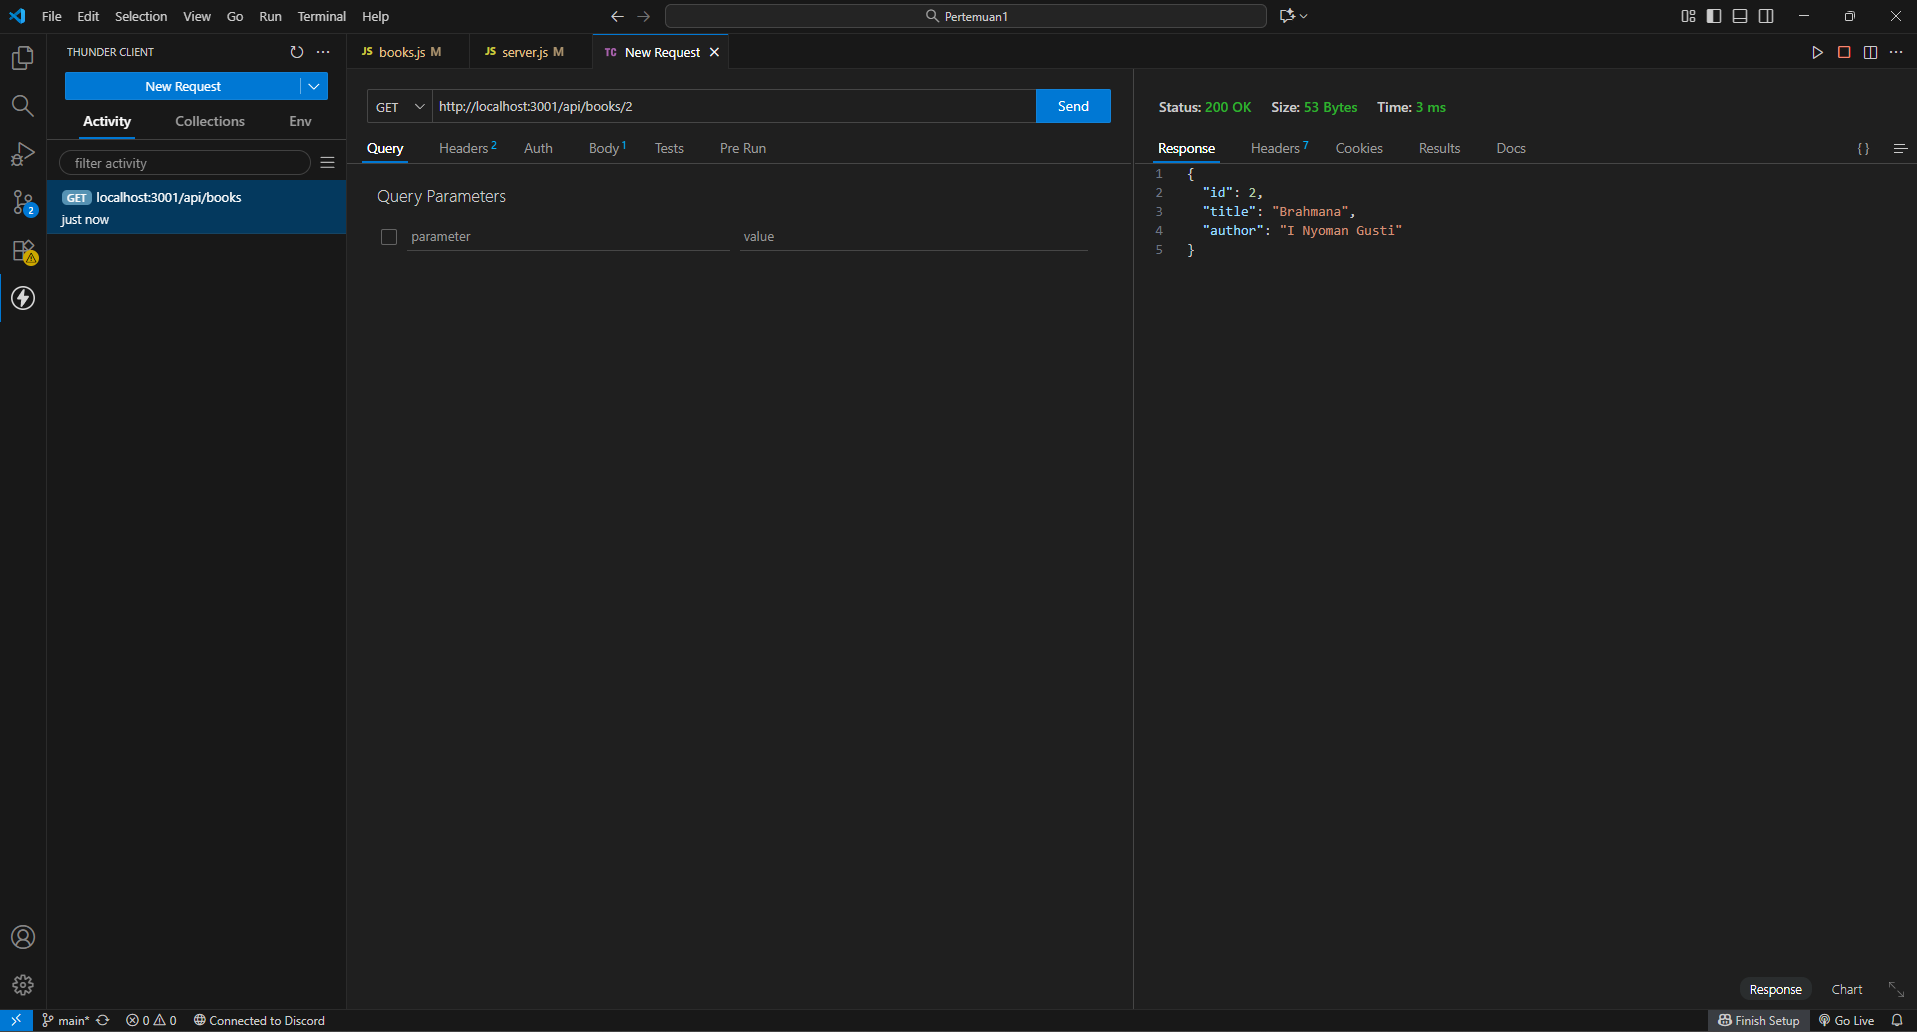 File Edit Selection View Go Run Terminal Help
Pertemuan1
THUNDER CLIENT
New Request
Activity Collections Env
filter activity
GET localhost:3001/api/books
just now
2
JS books.js M
JS server.js M
TC New Request
GET
http://localhost:3001/api/books/2
Send
Query Headers 2 Auth Body 1 Tests Pre Run
Query Parameters
parameter value
Status: 200 OK Size: 53 Bytes Time: 3 ms
Response Headers 7 Cookies Results Docs
{ }
1 {
2 "id": 2,
3 "title": "Brahmana",
4 "author": "I Nyoman Gusti"
5 }
Response Chart
main* 0 0 Connected to Discord
Finish Setup Go Live